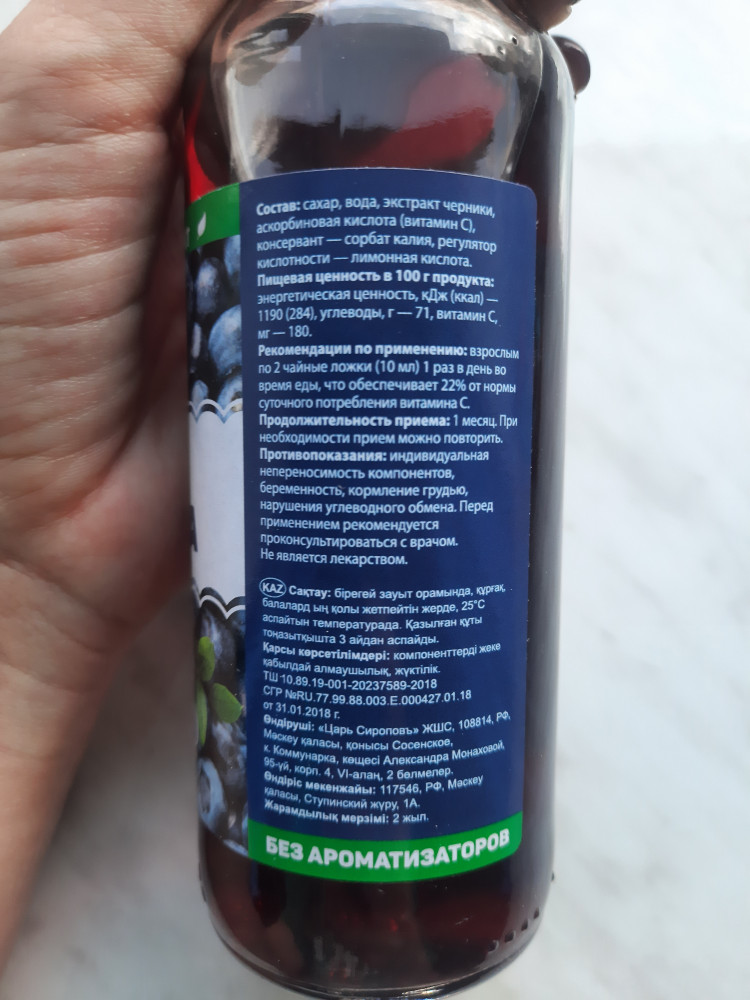 Состав: сахар, вода, экстракт черники,
аскорбиновая кислота (витамин С),
консервант — сорбат калия, регулятор
кислотности — лимонная кислота.
Пищевая ценность в 100 г продукта:
энергетическая ценность, кДж (ккал) —
1190 (284), углеводы, г — 71, витамин С,
мг — 180.
Рекомендации по применению: взрослым
по 2 чайные ложки (10 мл) 1 раз в день во
время еды, что обеспечивает 22% от нормы
суточного потребления витамина С.
Продолжительность приема: 1 месяц. При
необходимости прием можно повторить.
Противопоказания: индивидуальная
непереносимость компонентов,
беременность, кормление грудью,
нарушения углеводного обмена. Перед
применением рекомендуется
проконсультироваться с врачом.
Не является лекарством.
KAZ Сақтау: бірегей зауыт орамында, құрғақ,
балалард ың қолы жетпейтін жерде, 25°С
аспайтын температурада. Қазылған құты
тоңазытқышта 3 айдан аспайды.
Қарсы көрсетілімдері: компоненттерді жеке
қабылдай алмаушылық, жүктілік.
ТШ 10.89.19-001-20237589-2018
СГР №RU.77.99.88.003.Е.000427.01.18
от 31.01.2018 г.
Өндіруші: «Царь Сироповъ» ЖШС, 108814, РФ,
Мәскеу қаласы, қонысы Сосенское,
к. Коммунарка, көшесі Александра Монаховой,
95-үй, корп. 4, VI-алаң, 2 бөлмелер.
Өндіріс мекенжайы: 117546, РФ, Мәскеу
қаласы, Ступинский жүру, 1А.
Жарамдылық мерзімі: 2 жыл.
БЕЗ АРОМАТИЗАТОРОВ